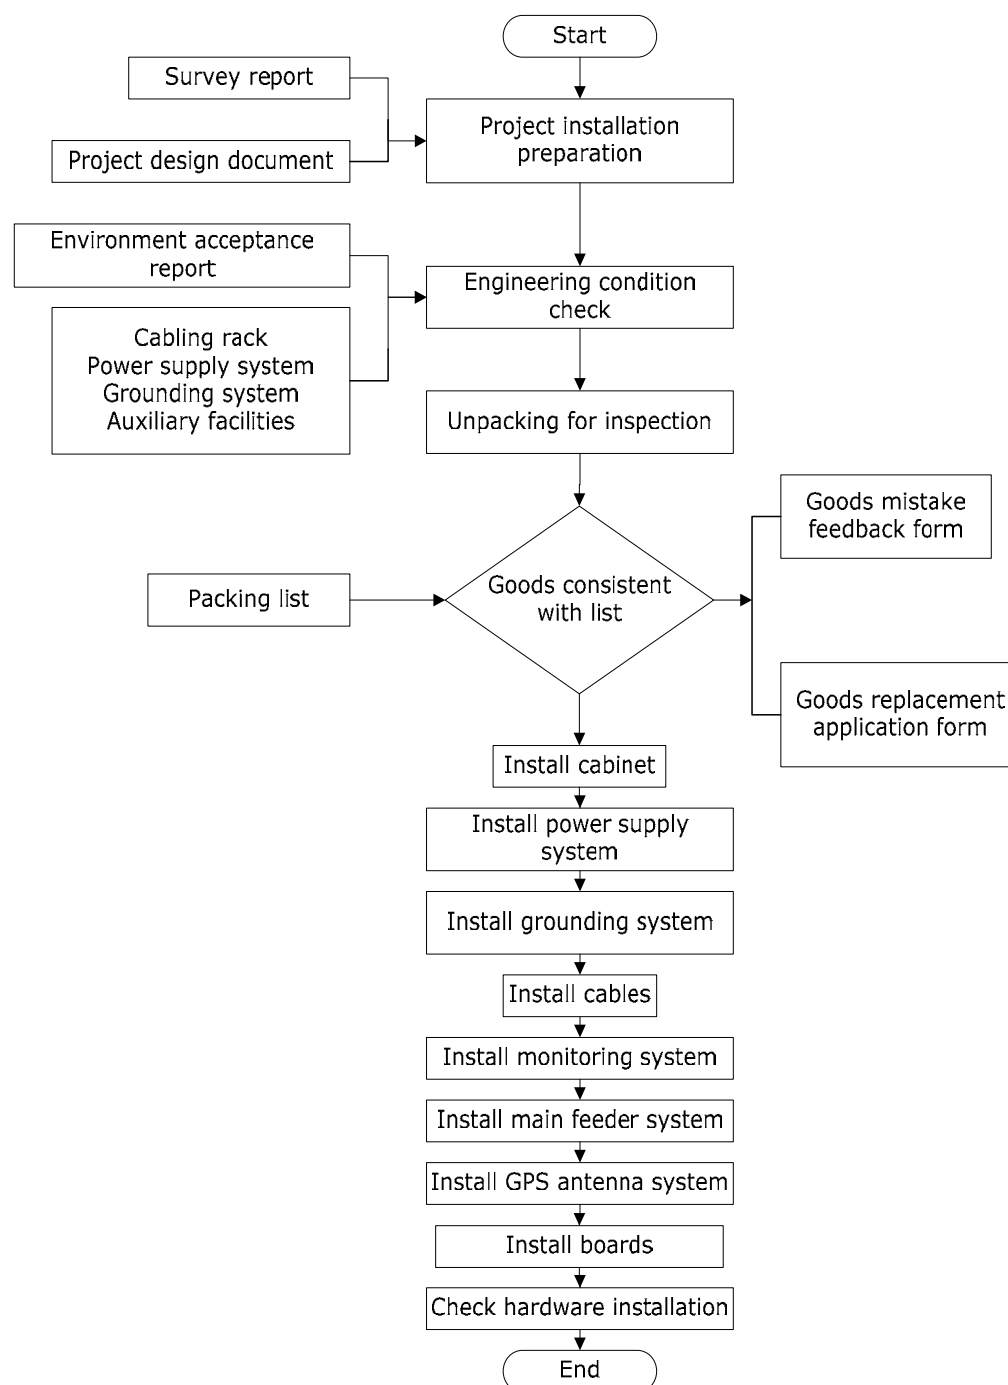 Start
Survey report
Project installation
preparation
Project design document
Environment acceptance
report
Engineering condition
check
Cabling rack
Power supply system
Grounding system
Auxiliary facilities
Unpacking for inspection
Goods mistake
feedback form
Goods consistent
with list
Packing list
Goods replacement
application form
Install cabinet
Install power supply
system
Install grounding system
Install cables
Install monitoring system
Install main feeder system
Install GPS antenna system
Install boards
Check hardware installation
End